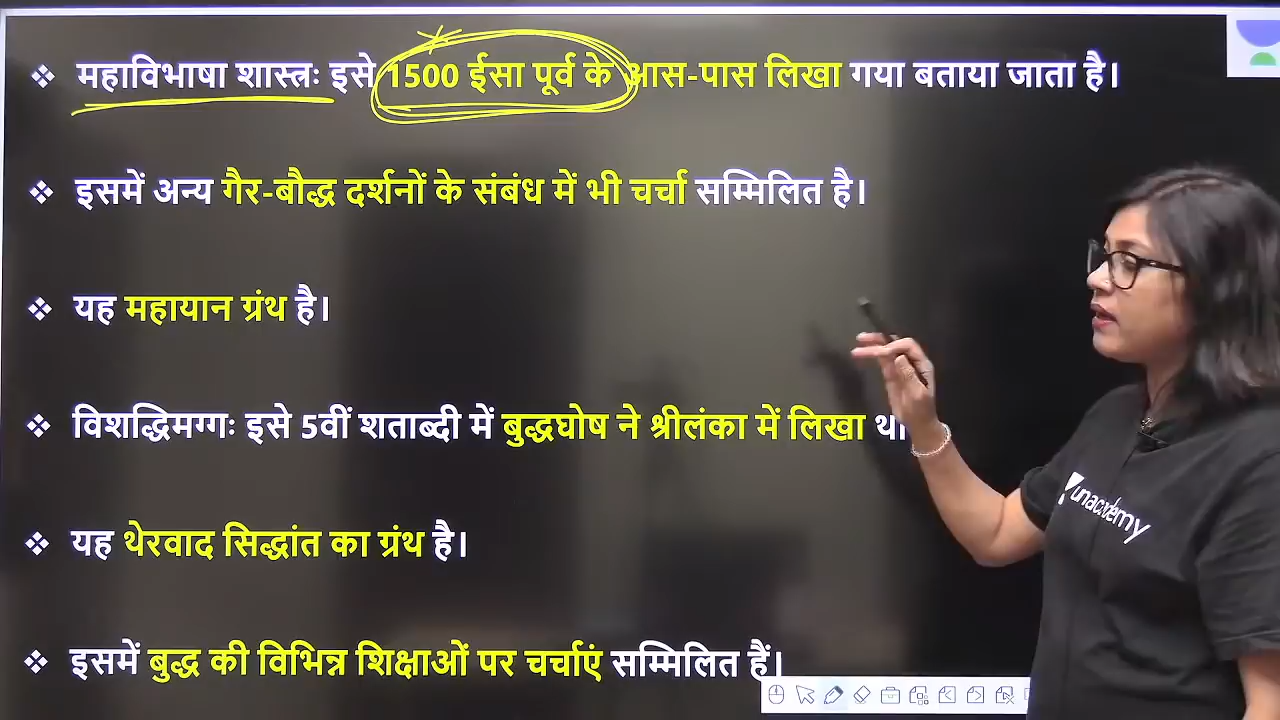 ❖ महाविभाषा शास्त्रः इसे 1500 ईसा पूर्व के आस-पास लिखा गया बताया जाता है।
❖ इसमें अन्य गैर-बौद्ध दर्शनों के संबंध में भी चर्चा सम्मिलित है।
❖ यह महायान ग्रंथ है।
❖ विशद्धिमग्गः इसे 5वीं शताब्दी में बुद्धघोष ने श्रीलंका में लिखा था
❖ यह थेरवाद सिद्धांत का ग्रंथ है।
❖ इसमें बुद्ध की विभिन्न शिक्षाओं पर चर्चाएं सम्मिलित हैं।
unacademy